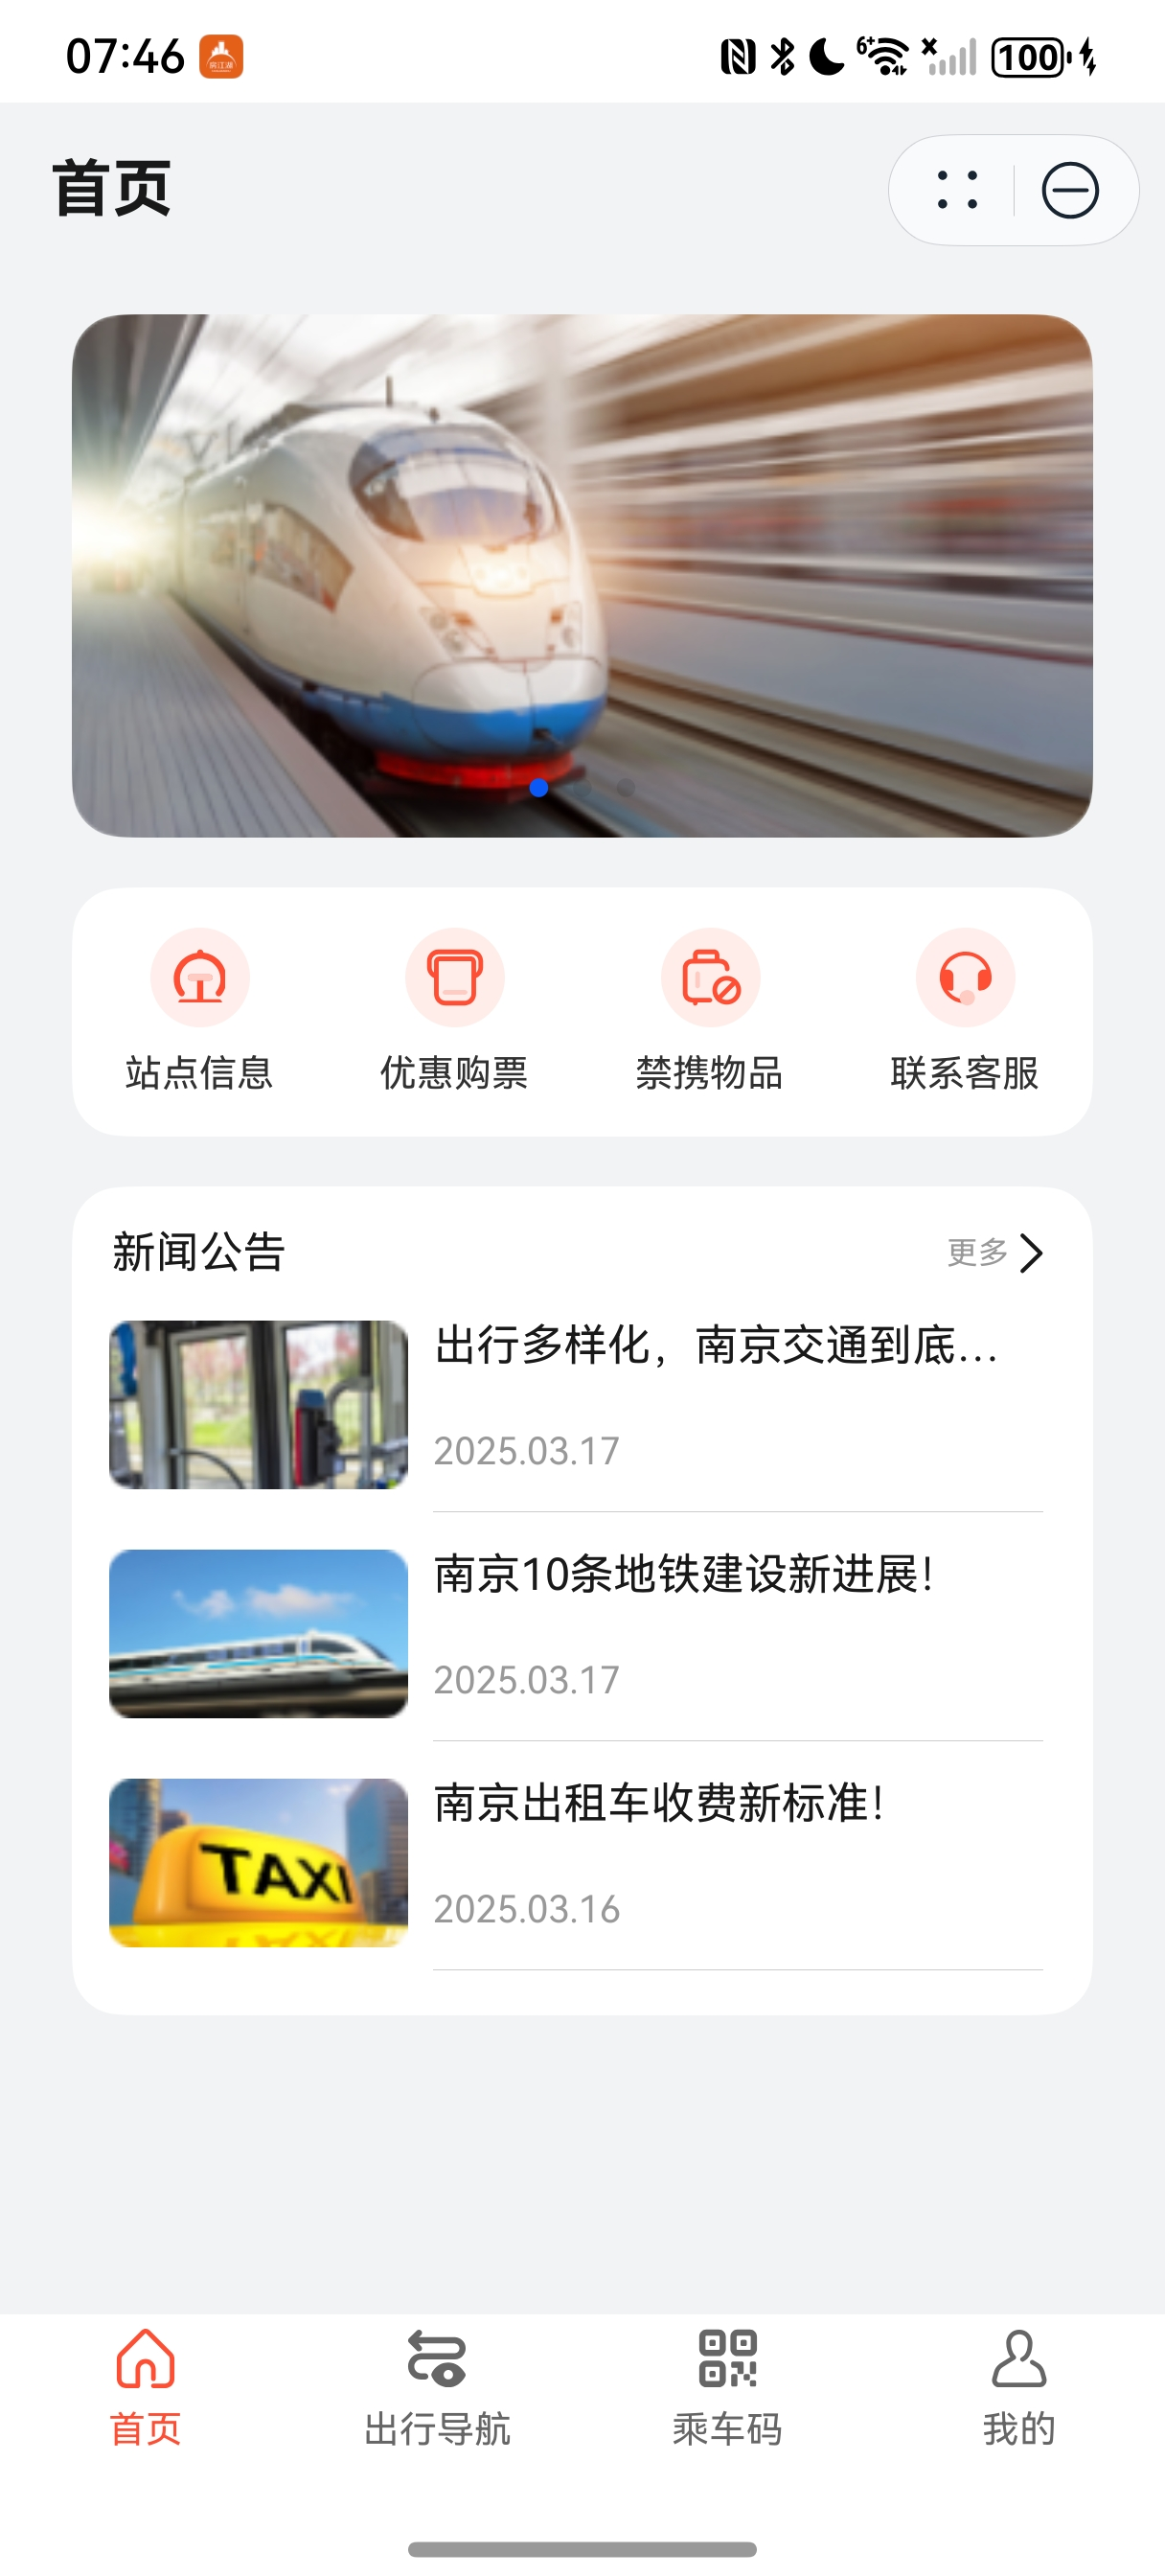 07:46
6+
100
首页
站点信息
优惠购票
禁携物品
联系客服
新闻公告
更多
出行多样化，南京交通到底...
2025.03.17
南京10条地铁建设新进展！
2025.03.17
南京出租车收费新标准！
TAXI
2025.03.16
首页
出行导航
乘车码
我的